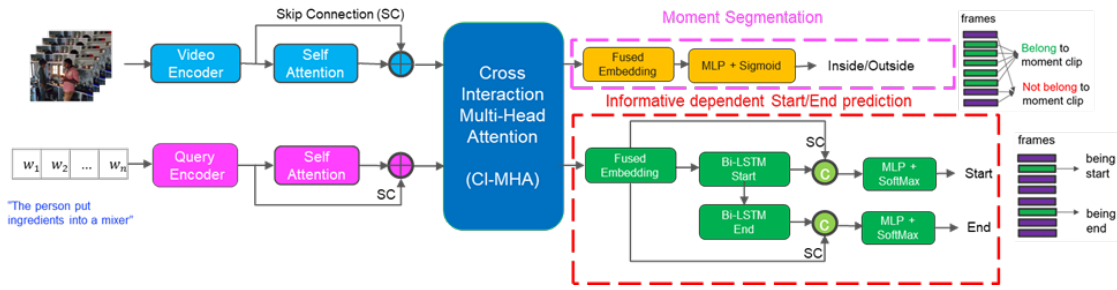 Skip Connection (SC)
Video
Encoder
Self
Attention
w1 w2 ... wn
Query
Encoder
Self
Attention
SC
"The person put
ingredients into a mixer"
Cross
Interaction
Multi-Head
Attention
(CI-MHA)
Moment Segmentation
Fused
Embedding
MLP + Sigmoid
Inside/Outside
frames
Belong to
moment clip
Not belong to
moment clip
Informative dependent Start/End prediction
Fused
Embedding
Bi-LSTM
Start
SC
C
MLP +
SoftMax
Start
Bi-LSTM
End
C
MLP +
SoftMax
End
SC
frames
being
start
being
end